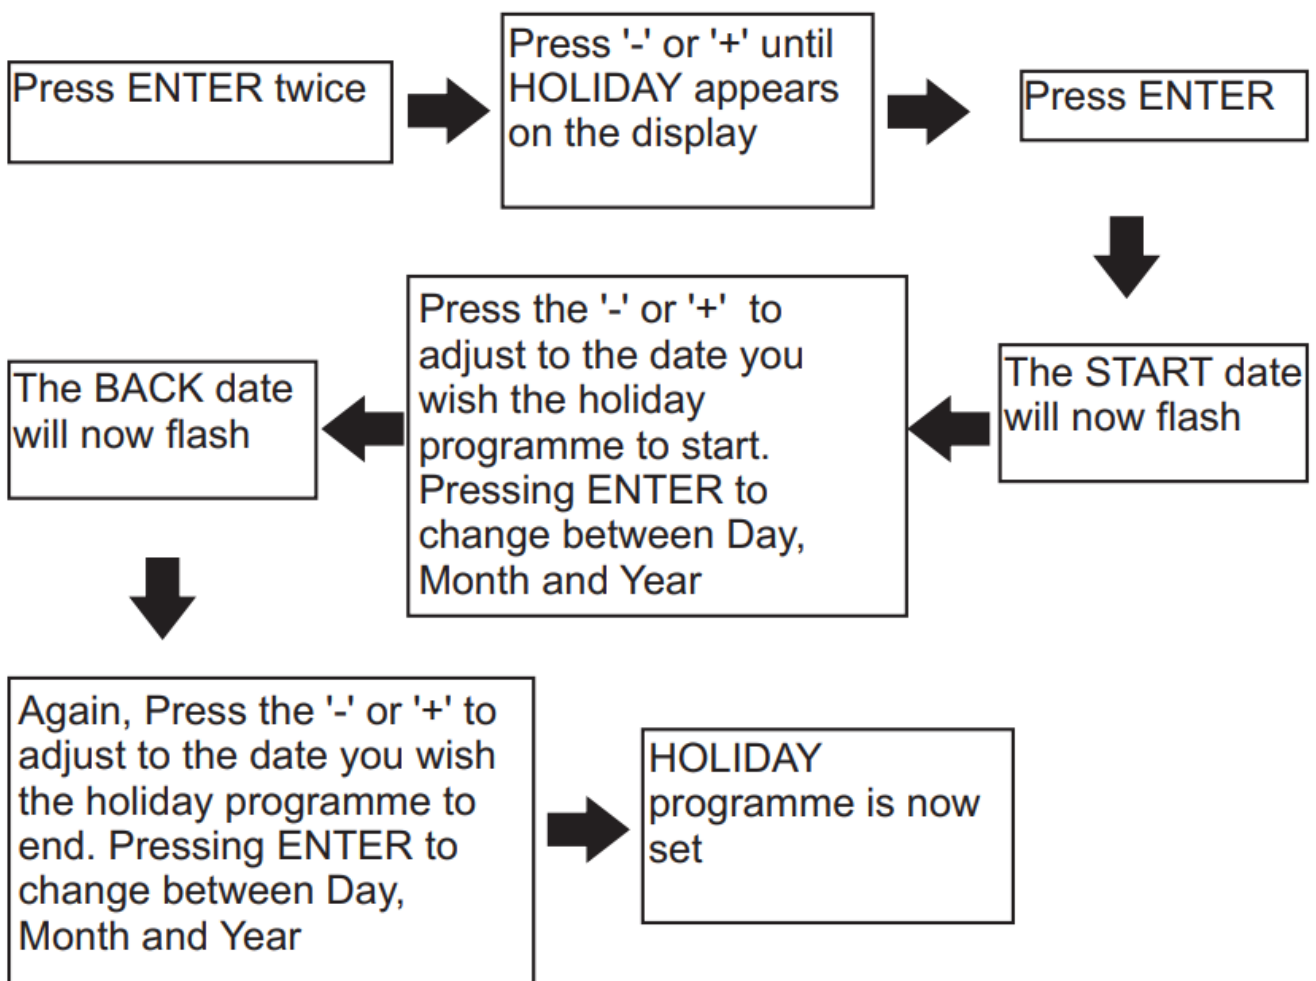 Press ENTER twice
Press '-' or '+' until
HOLIDAY appears
on the display
Press ENTER
The START date
will now flash
Press the '-' or '+'  to
adjust to the date you
wish the holiday
programme to start.
Pressing ENTER to
change between Day,
Month and Year
The BACK date
will now flash
Again, Press the '-' or '+' to
adjust to the date you wish
the holiday programme to
end. Pressing ENTER to
change between Day,
Month and Year
HOLIDAY
programme is now
set